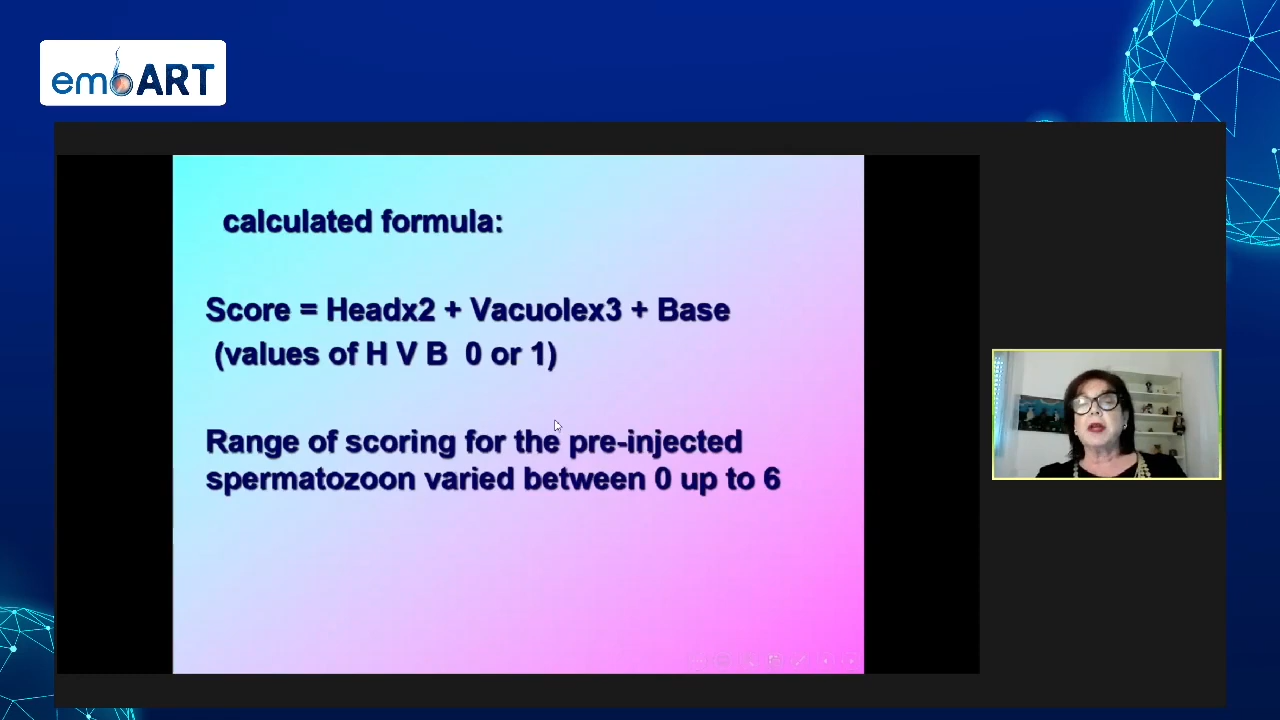 embART
calculated formula:
Score = Headx2 + Vacuolex3 + Base
(values of H V B 0 or 1)
Range of scoring for the pre-injected
spermatozoon varied between 0 up to 6